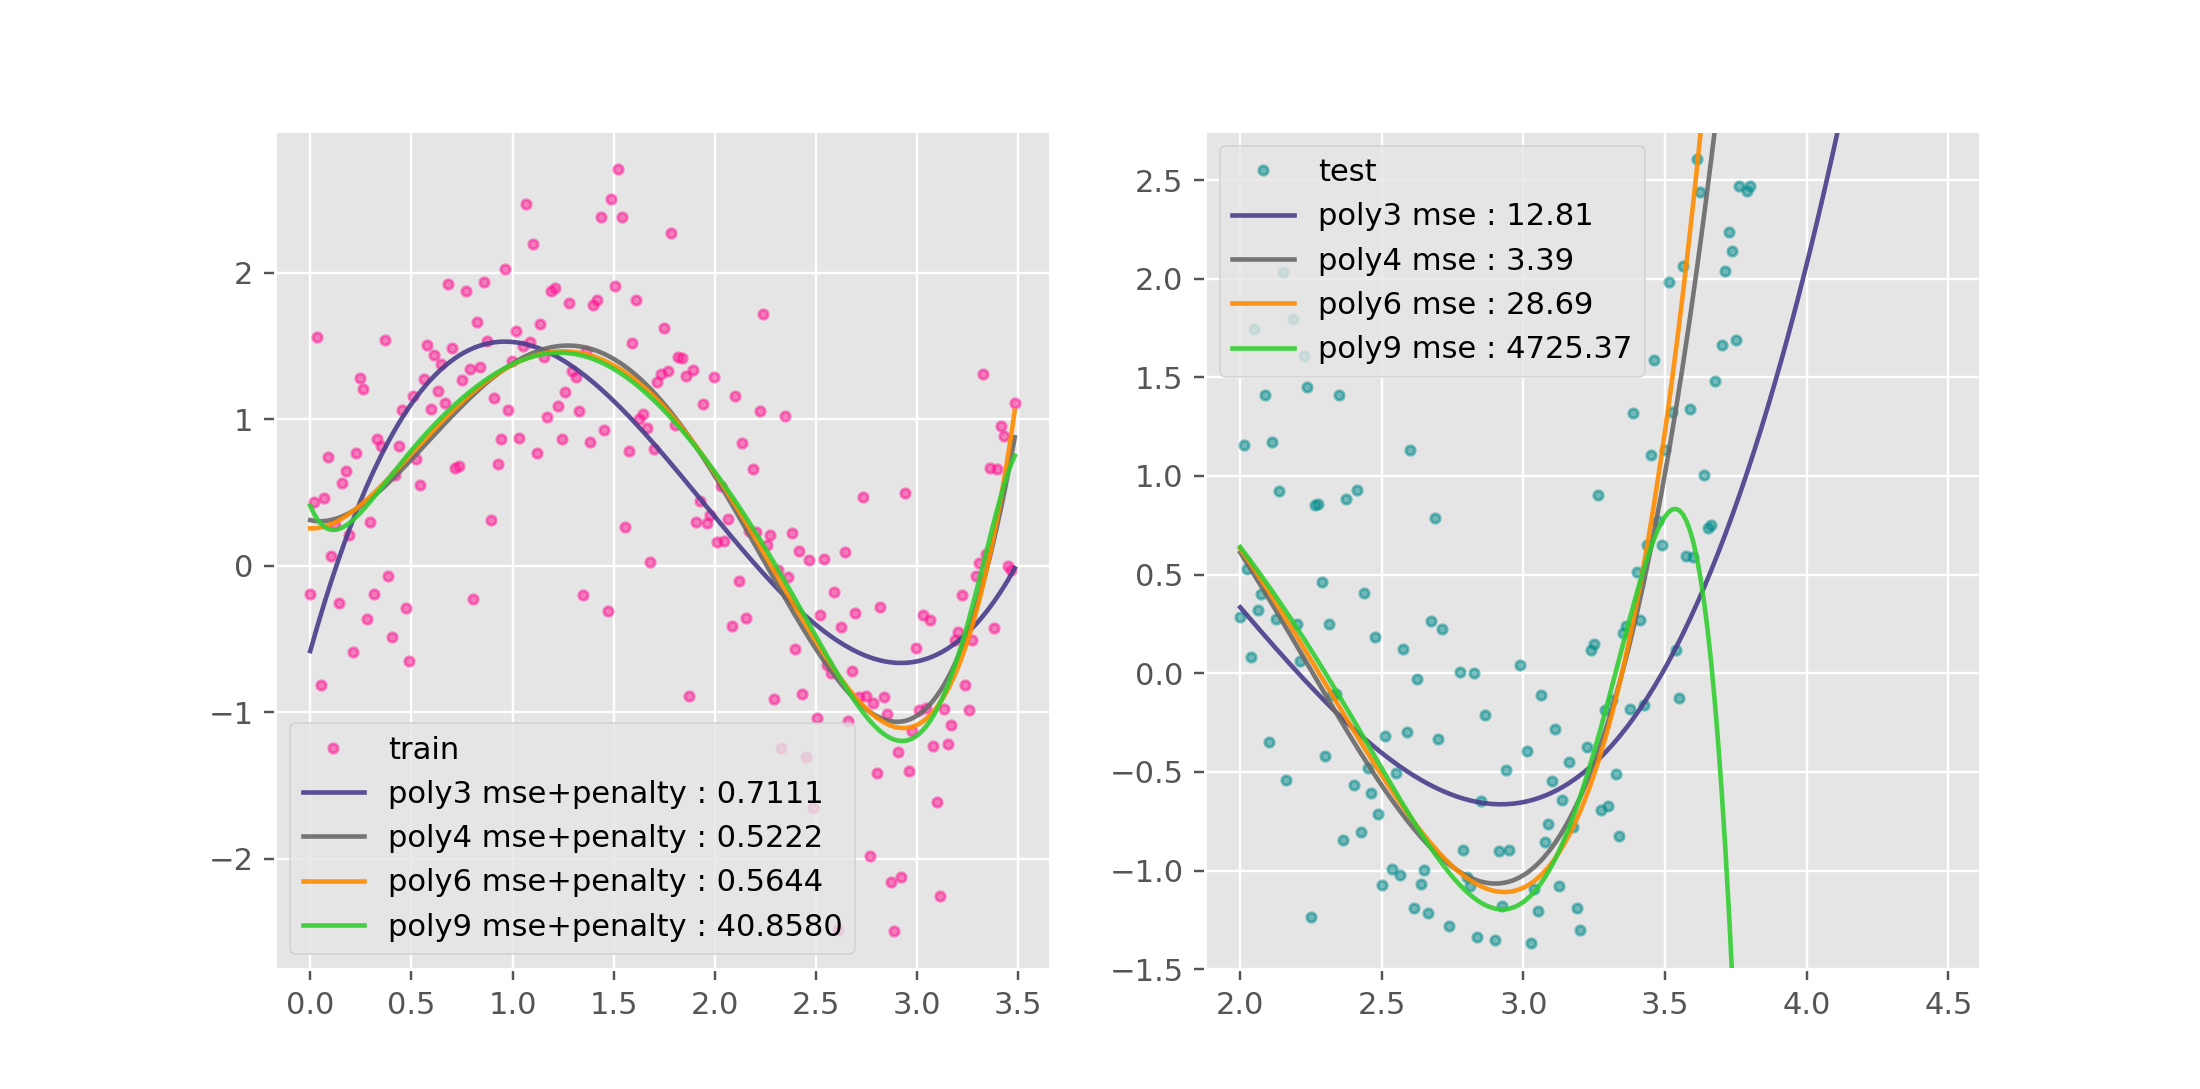 2
1
0
−1
−2
train
poly3 mse+penalty : 0.7111
poly4 mse+penalty : 0.5222
poly6 mse+penalty : 0.5644
poly9 mse+penalty : 40.8580
0.0 0.5 1.0 1.5 2.0 2.5 3.0 3.5
2.5
2.0
1.5
1.0
0.5
0.0
−0.5
−1.0
−1.5
test
poly3 mse : 12.81
poly4 mse : 3.39
poly6 mse : 28.69
poly9 mse : 4725.37
2.0 2.5 3.0 3.5 4.0 4.5